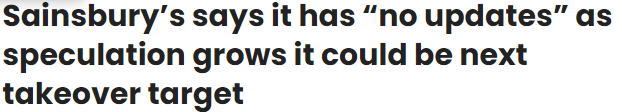 Sainsbury’s says it has “no updates” as
speculation grows it could be next
takeover target